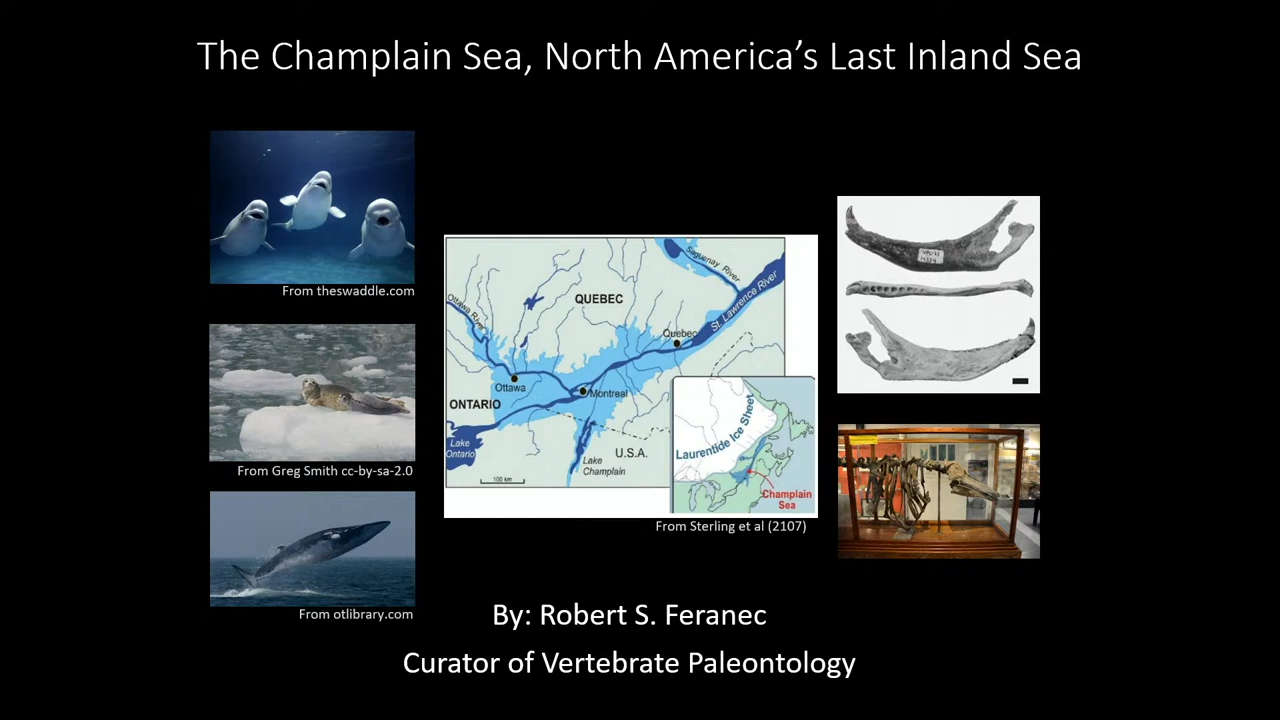 The Champlain Sea, North America’s Last Inland Sea
From theswaddle.com
From Greg Smith cc-by-sa-2.0
From otlibrary.com
Saguenay River
QUEBEC
Ottawa River
St. Lawrence River
Quebec
Ottawa
Montreal
ONTARIO
Lake
Ontario
U.S.A.
Lake
Champlain
100 km
Laurentide Ice Sheet
Champlain
Sea
From Sterling et al (2107)
By: Robert S. Feranec
Curator of Vertebrate Paleontology